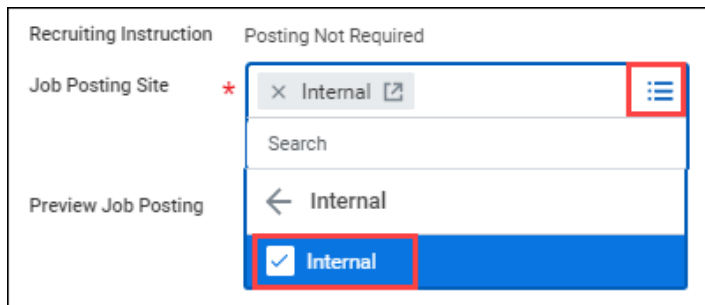 Recruiting Instruction Posting Not Required
Job Posting Site * Internal
Search
Preview Job Posting Internal
Internal